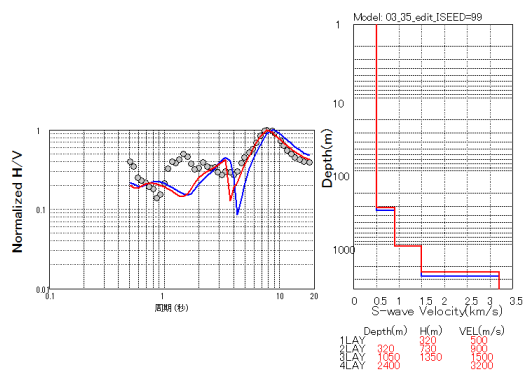 Model: 03_35_edit_ISEED=99
Normalized H/V
1
0.1
0.01
0.1
1
10
20
周期 (秒)
Depth(m)
1
10
100
1000
0
0.5
1
1.5
2
2.5
3
3.5
S-wave Velocity(km/s)
Depth(m) H(m) VEL(m/s)
1LAY 320 500
2LAY 320 730 900
3LAY 1050 1350 1500
4LAY 2400 3200